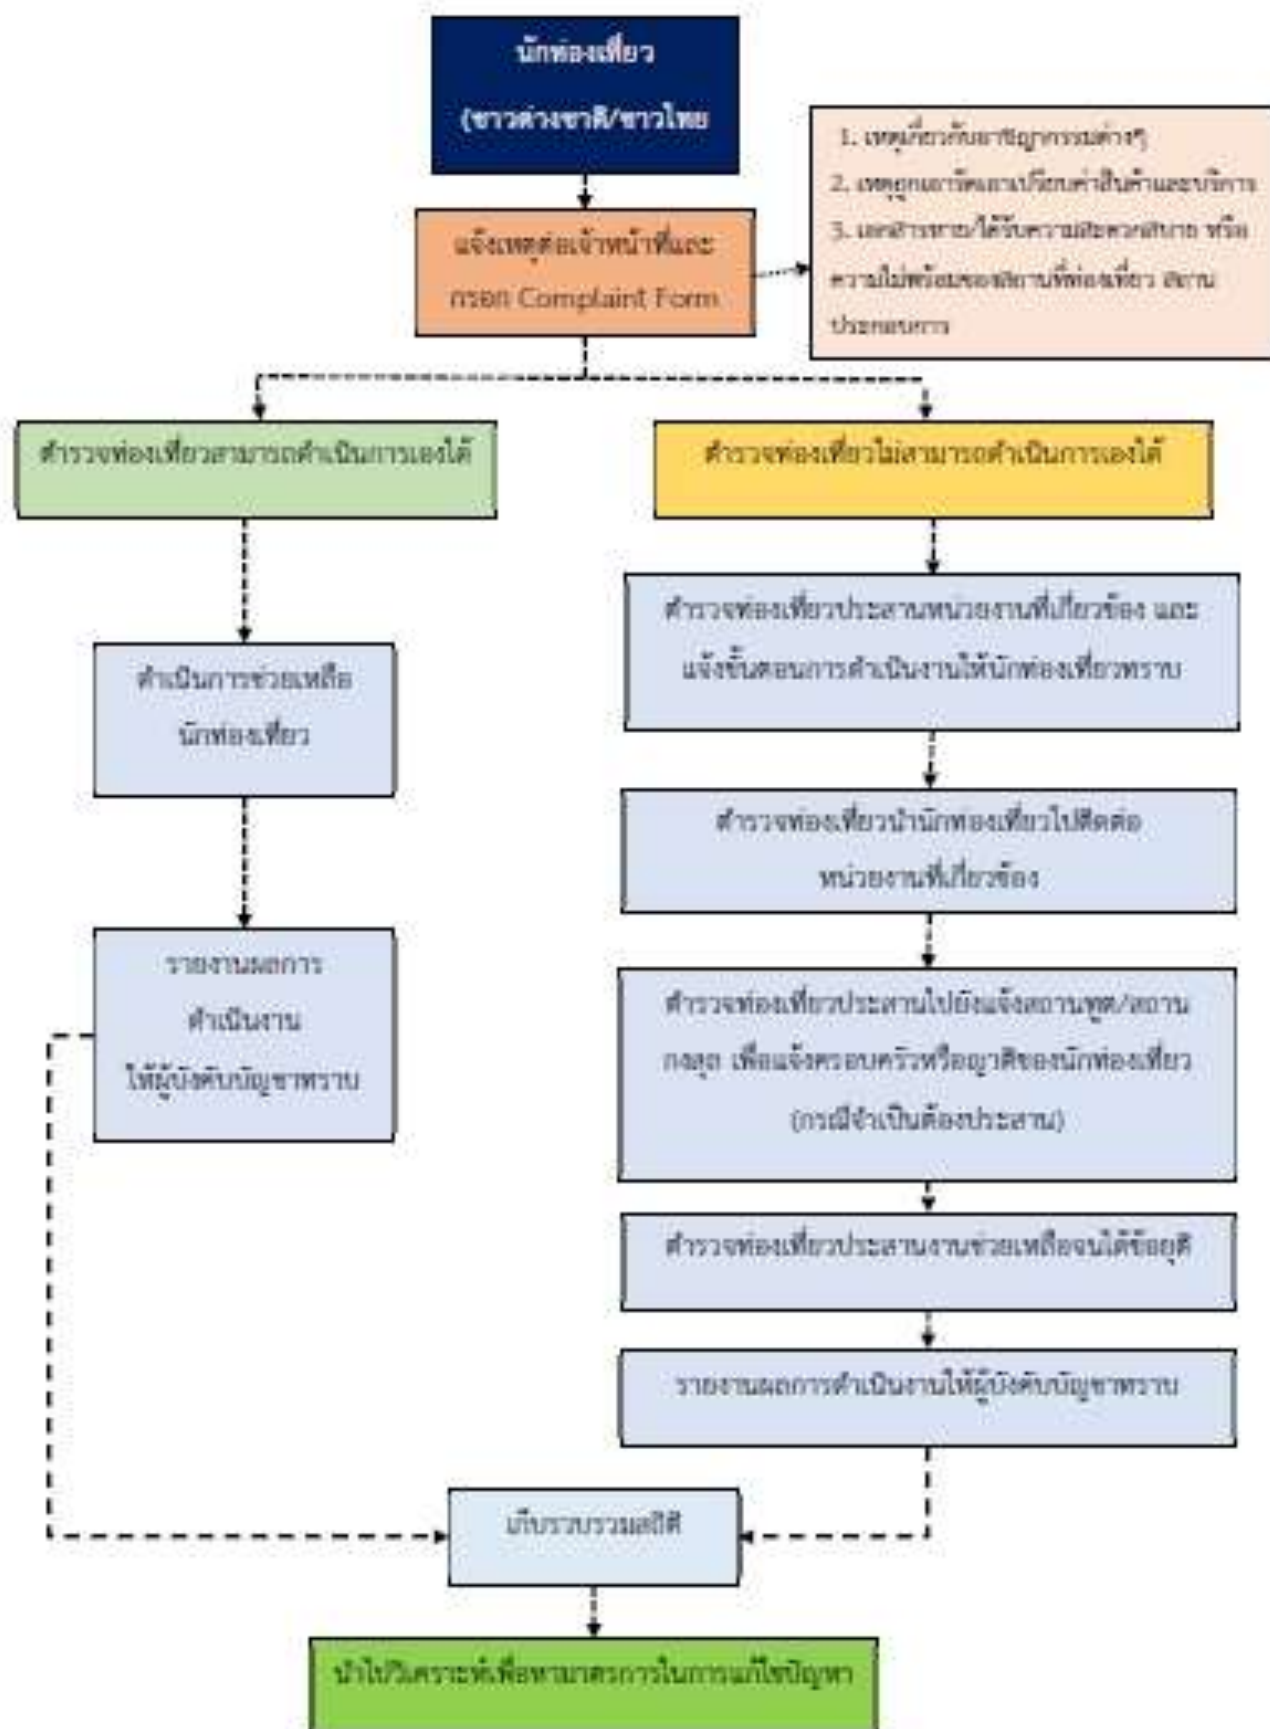 นักท่องเที่ยว
(ชาวต่างชาติ/ชาวไทย
แจ้งเหตุต่อเจ้าหน้าที่และ
กรอก Complaint Form
1. เหตุเกี่ยวกับอาชญากรรมต่างๆ
2. เหตุถูกเอารัดเอาเปรียบค่าสินค้าและบริการ
3. เอกสารหาย/ได้รับความสะดวกสบาย หรือ
ความไม่พร้อมของสถานที่ท่องเที่ยว สถาน
ประกอบการ
ตำรวจท่องเที่ยวสามารถดำเนินการเองได้
ตำรวจท่องเที่ยวไม่สามารถดำเนินการเองได้
ดำเนินการช่วยเหลือ
นักท่องเที่ยว
รายงานผลการ
ดำเนินงาน
ให้ผู้บังคับบัญชาทราบ
ตำรวจท่องเที่ยวประสานหน่วยงานที่เกี่ยวข้อง และ
แจ้งขั้นตอนการดำเนินงานให้นักท่องเที่ยวทราบ
ตำรวจท่องเที่ยวนำนักท่องเที่ยวไปติดต่อ
หน่วยงานที่เกี่ยวข้อง
ตำรวจท่องเที่ยวประสานไปยังแจ้งสถานทูต/สถาน
กงสุล เพื่อแจ้งครอบครัวหรือญาติของนักท่องเที่ยว
(กรณีจำเป็นต้องประสาน)
ตำรวจท่องเที่ยวประสานงานช่วยเหลือจนได้ข้อยุติ
รายงานผลการดำเนินงานให้ผู้บังคับบัญชาทราบ
เก็บรวบรวมสถิติ
นำไปวิเคราะห์เพื่อหามาตรการในการแก้ไขปัญหา